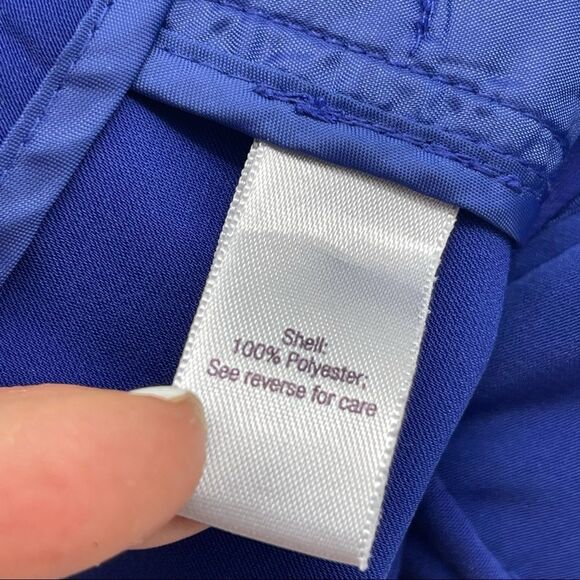 Shell:
100% Polyester;
See reverse for care